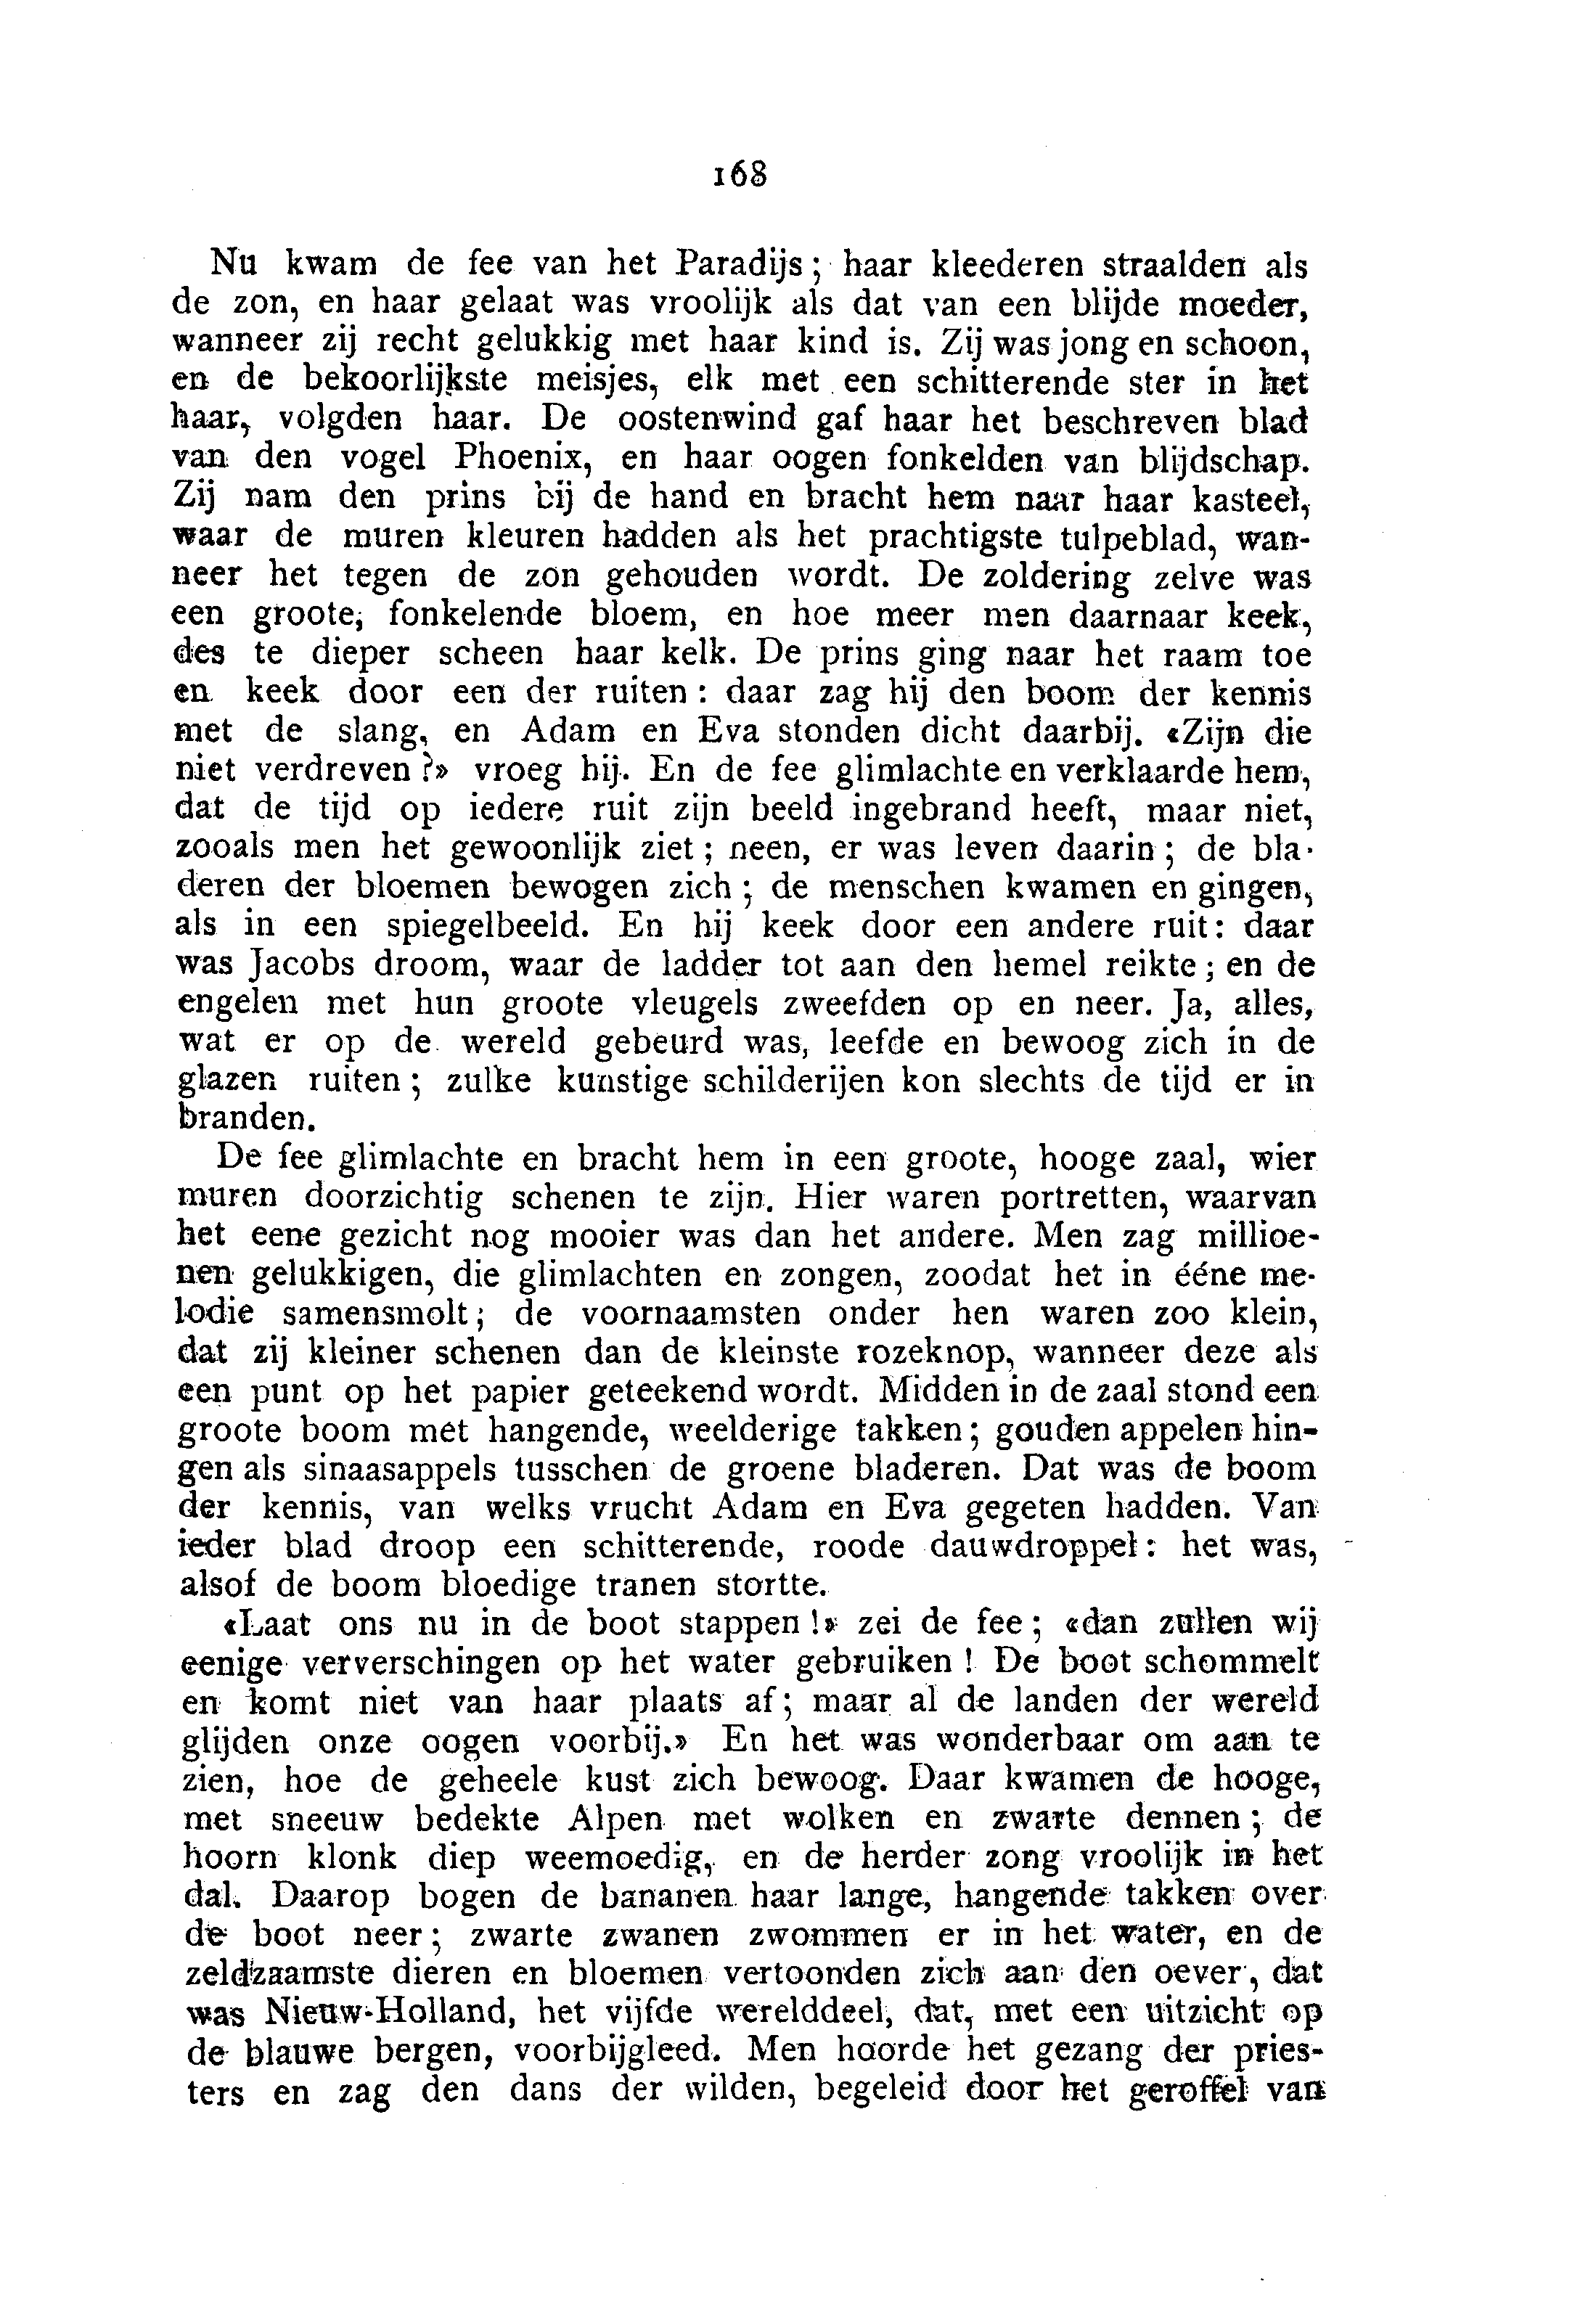 168
Nu kwam de fee van het Paradijs; haar kleederen straalden als
de zon, en haar gelaat was vroolijk als dat van een blijde moeder,
wanneer zij recht gelukkig met haar kind is. Zij was jong en schoon,
en de bekoorlijkste meisjes, elk met een schitterende ster in het
haar, volgden haar. De oostenwind gaf haar het beschreven blad
van den vogel Phoenix, en haar oogen fonkelden van blijdschap.
Zij nam den prins bij de hand en bracht hem naar haar kasteel,
waar de muren kleuren hadden als het prachtigste tulpeblad, wan-
neer het tegen de zon gehouden wordt. De zoldering zelve was
een groote, fonkelende bloem, en hoe meer men daarnaar keek,
des te dieper scheen haar kelk. De prins ging naar het raam toe
en keek door een der ruiten: daar zag hij den boom der kennis
met de slang, en Adam en Eva stonden dicht daarbij. «Zijn die
niet verdreven?» vroeg hij. En de fee glimlachte en verklaarde hem,
dat de tijd op iedere ruit zijn beeld ingebrand heeft, maar niet,
zooals men het gewoonlijk ziet; neen, er was leven daarin; de bla-
deren der bloemen bewogen zich; de menschen kwamen en gingen,
als in een spiegelbeeld. En hij keek door een andere ruit: daar
was Jacobs droom, waar de ladder tot aan den hemel reikte; en de
engelen met hun groote vleugels zweefden op en neer. Ja, alles,
wat er op de wereld gebeurd was, leefde en bewoog zich in de
glazen ruiten; zulke kunstige schilderijen kon slechts de tijd er in
branden.
De fee glimlachte en bracht hem in een groote, hooge zaal, wier
muren doorzichtig schenen te zijn. Hier waren portretten, waarvan
het eene gezicht nog mooier was dan het andere. Men zag millioe-
nen gelukkigen, die glimlachten en zongen, zoodat het in ééne me-
lodie samensmolt; de voornaamsten onder hen waren zoo klein,
dat zij kleiner schenen dan de kleinste rozeknop, wanneer deze als
een punt op het papier geteekend wordt. Midden in de zaal stond een
groote boom met hangende, weelderige takken; gouden appelen hin-
gen als sinaasappels tusschen de groene bladeren. Dat was de boom
der kennis, van welks vrucht Adam en Eva gegeten hadden. Van
ieder blad droop een schitterende, roode dauwdroppel: het was,
alsof de boom bloedige tranen stortte.
«Laat ons nu in de boot stappen!» zei de fee; «dan zullen wij
eenige ververschingen op het water gebruiken! De boot schommelt
en komt niet van haar plaats af; maar al de landen der wereld
glijden onze oogen voorbij.» En het was wonderbaar om aan te
zien, hoe de geheele kust zich bewoog. Daar kwamen de hooge,
met sneeuw bedekte Alpen met wolken en zwarte dennen; de
hoorn klonk diep weemoedig, en de herder zong vroolijk in het
dal. Daarop bogen de bananen haar lange, hangende takken over
de boot neer; zwarte zwanen zwommen er in het water, en de
zeldzaamste dieren en bloemen vertoonden zich aan den oever, dat
was Nieuw-Holland, het vijfde werelddeel, dat, met een uitzicht op
de blauwe bergen, voorbijgleed. Men hoorde het gezang der pries-
ters en zag den dans der wilden, begeleid door het geroffel van